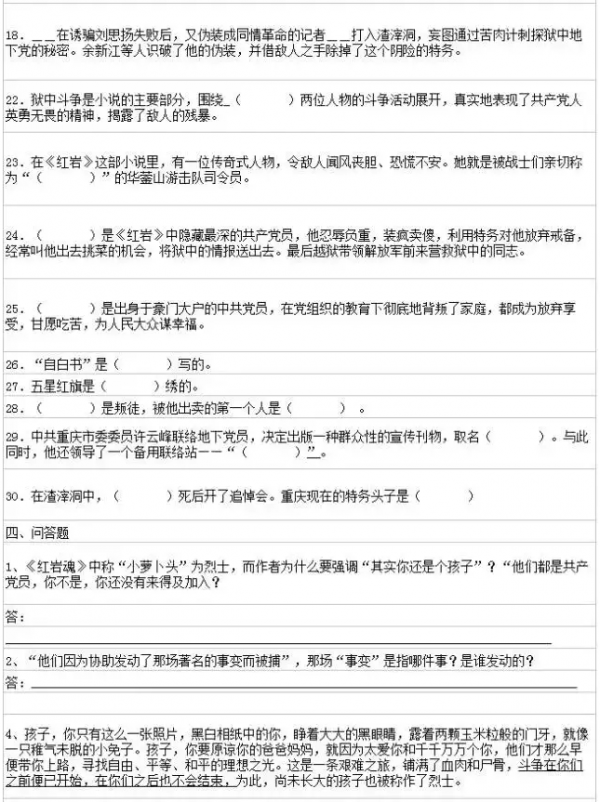 18．__在诱骗刘思扬失败后，又伪装成同情革命的记者__打入渣滓洞，妄图通过苦肉计刺探狱中地
下党的秘密。余新江等人识破了他的伪装，并借敌人之手除掉了这个阴险的特务。
22．狱中斗争是小说的主要部分，围绕_（　　　　）两位人物的斗争活动展开，真实地表现了共产党人
英勇无畏的精神，揭露了敌人的残暴。
23．在《红岩》这部小说里，有一位传奇式人物，令敌人闻风丧胆、恐慌不安。她就是被战士们亲切称
为“（　　　　）”的华蓥山游击队司令员。
24．（　　　　）是《红岩》中隐藏最深的共产党员，他忍辱负重，装疯卖傻，利用特务对他放弃戒备，
经常叫他出去挑菜的机会，将狱中的情报送出去。最后越狱带领解放军前来营救狱中的同志。
25．（　　　　）是出身于豪门大户的中共党员，在党组织的教育下彻底地背叛了家庭，都成为放弃享
受，甘愿吃苦，为人民大众谋幸福。
26．“自白书”是（　　　　）写的。
27．五星红旗是（　　　　）绣的。
28．（　　　　）是叛徒，被他出卖的第一个人是（　　　　）。
29．中共重庆市委委员许云峰联络地下党员，决定出版一种群众性的宣传刊物，取名（　　　　）。与此
同时，他还领导了一个备用联络站——“（　　　　）”。
30．在渣滓洞中，（　　　　）死后开了追悼会。重庆现在的特务头子是（　　　　）
四、问答题
1、《红岩魂》中称“小萝卜头”为烈士，而作者为什么要强调“其实你还是个孩子”？“他们都是共产
党员，你不是，你还没有来得及加入？
答：
2、“他们因为协助发动了那场著名的事变而被捕”，那场“事变”是指哪件事？是谁发动的？
答：
4、孩子，你只有这么一张照片，黑白相纸中的你，睁着大大的黑眼睛，露着两颗玉米粒般的门牙，就像
一只稚气未脱的小兔子。孩子，你要原谅你的爸爸妈妈，就因为太爱你和千千万万个你，他们才那么早
便带你上路，寻找自由、平等、和平的理想之光。这是一条艰难之旅，铺满了血肉和尸骨，斗争在你们
之前便已开始，在你们之后也不会结束，为此，尚未长大的孩子也被称作了烈士。